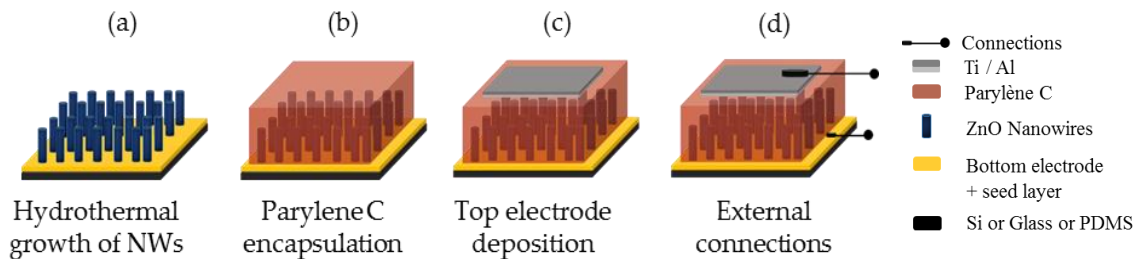 (a)
(b)
(c)
(d)
Hydrothermal
growth of NWs
Parylene C
encapsulation
Top electrode
deposition
External
connections
Connections
Ti / Al
Parylène C
ZnO Nanowires
Bottom electrode
+ seed layer
Si or Glass or PDMS